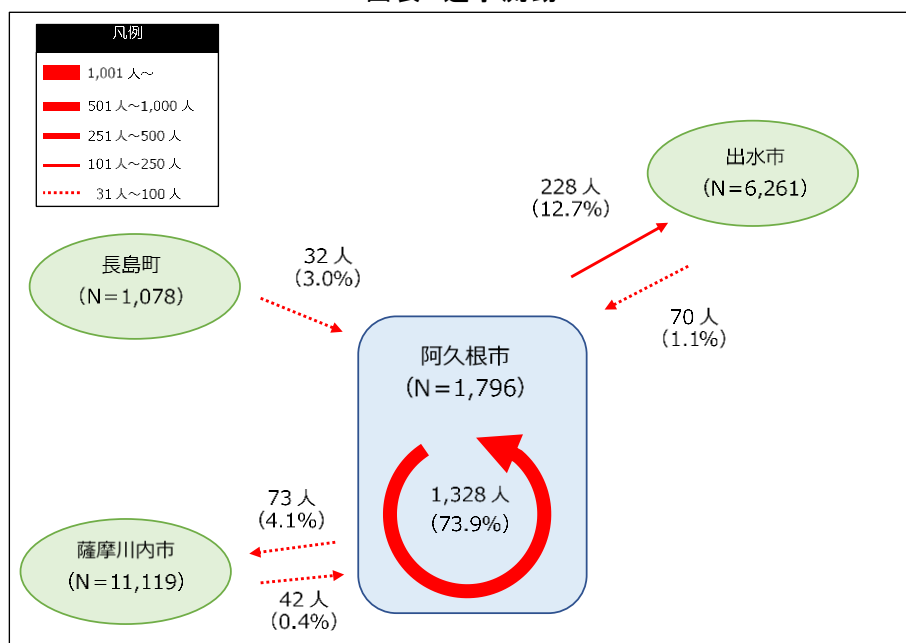 凡例
1,001 人～
501 人～1,000 人
251 人～500 人
101 人～250 人
31 人～100 人
出水市
(N＝6,261)
228 人
(12.7%)
長島町
(N＝1,078)
32 人
(3.0%)
70 人
(1.1%)
阿久根市
(N＝1,796)
1,328 人
(73.9%)
73 人
(4.1%)
薩摩川内市
(N＝11,119)
42 人
(0.4%)